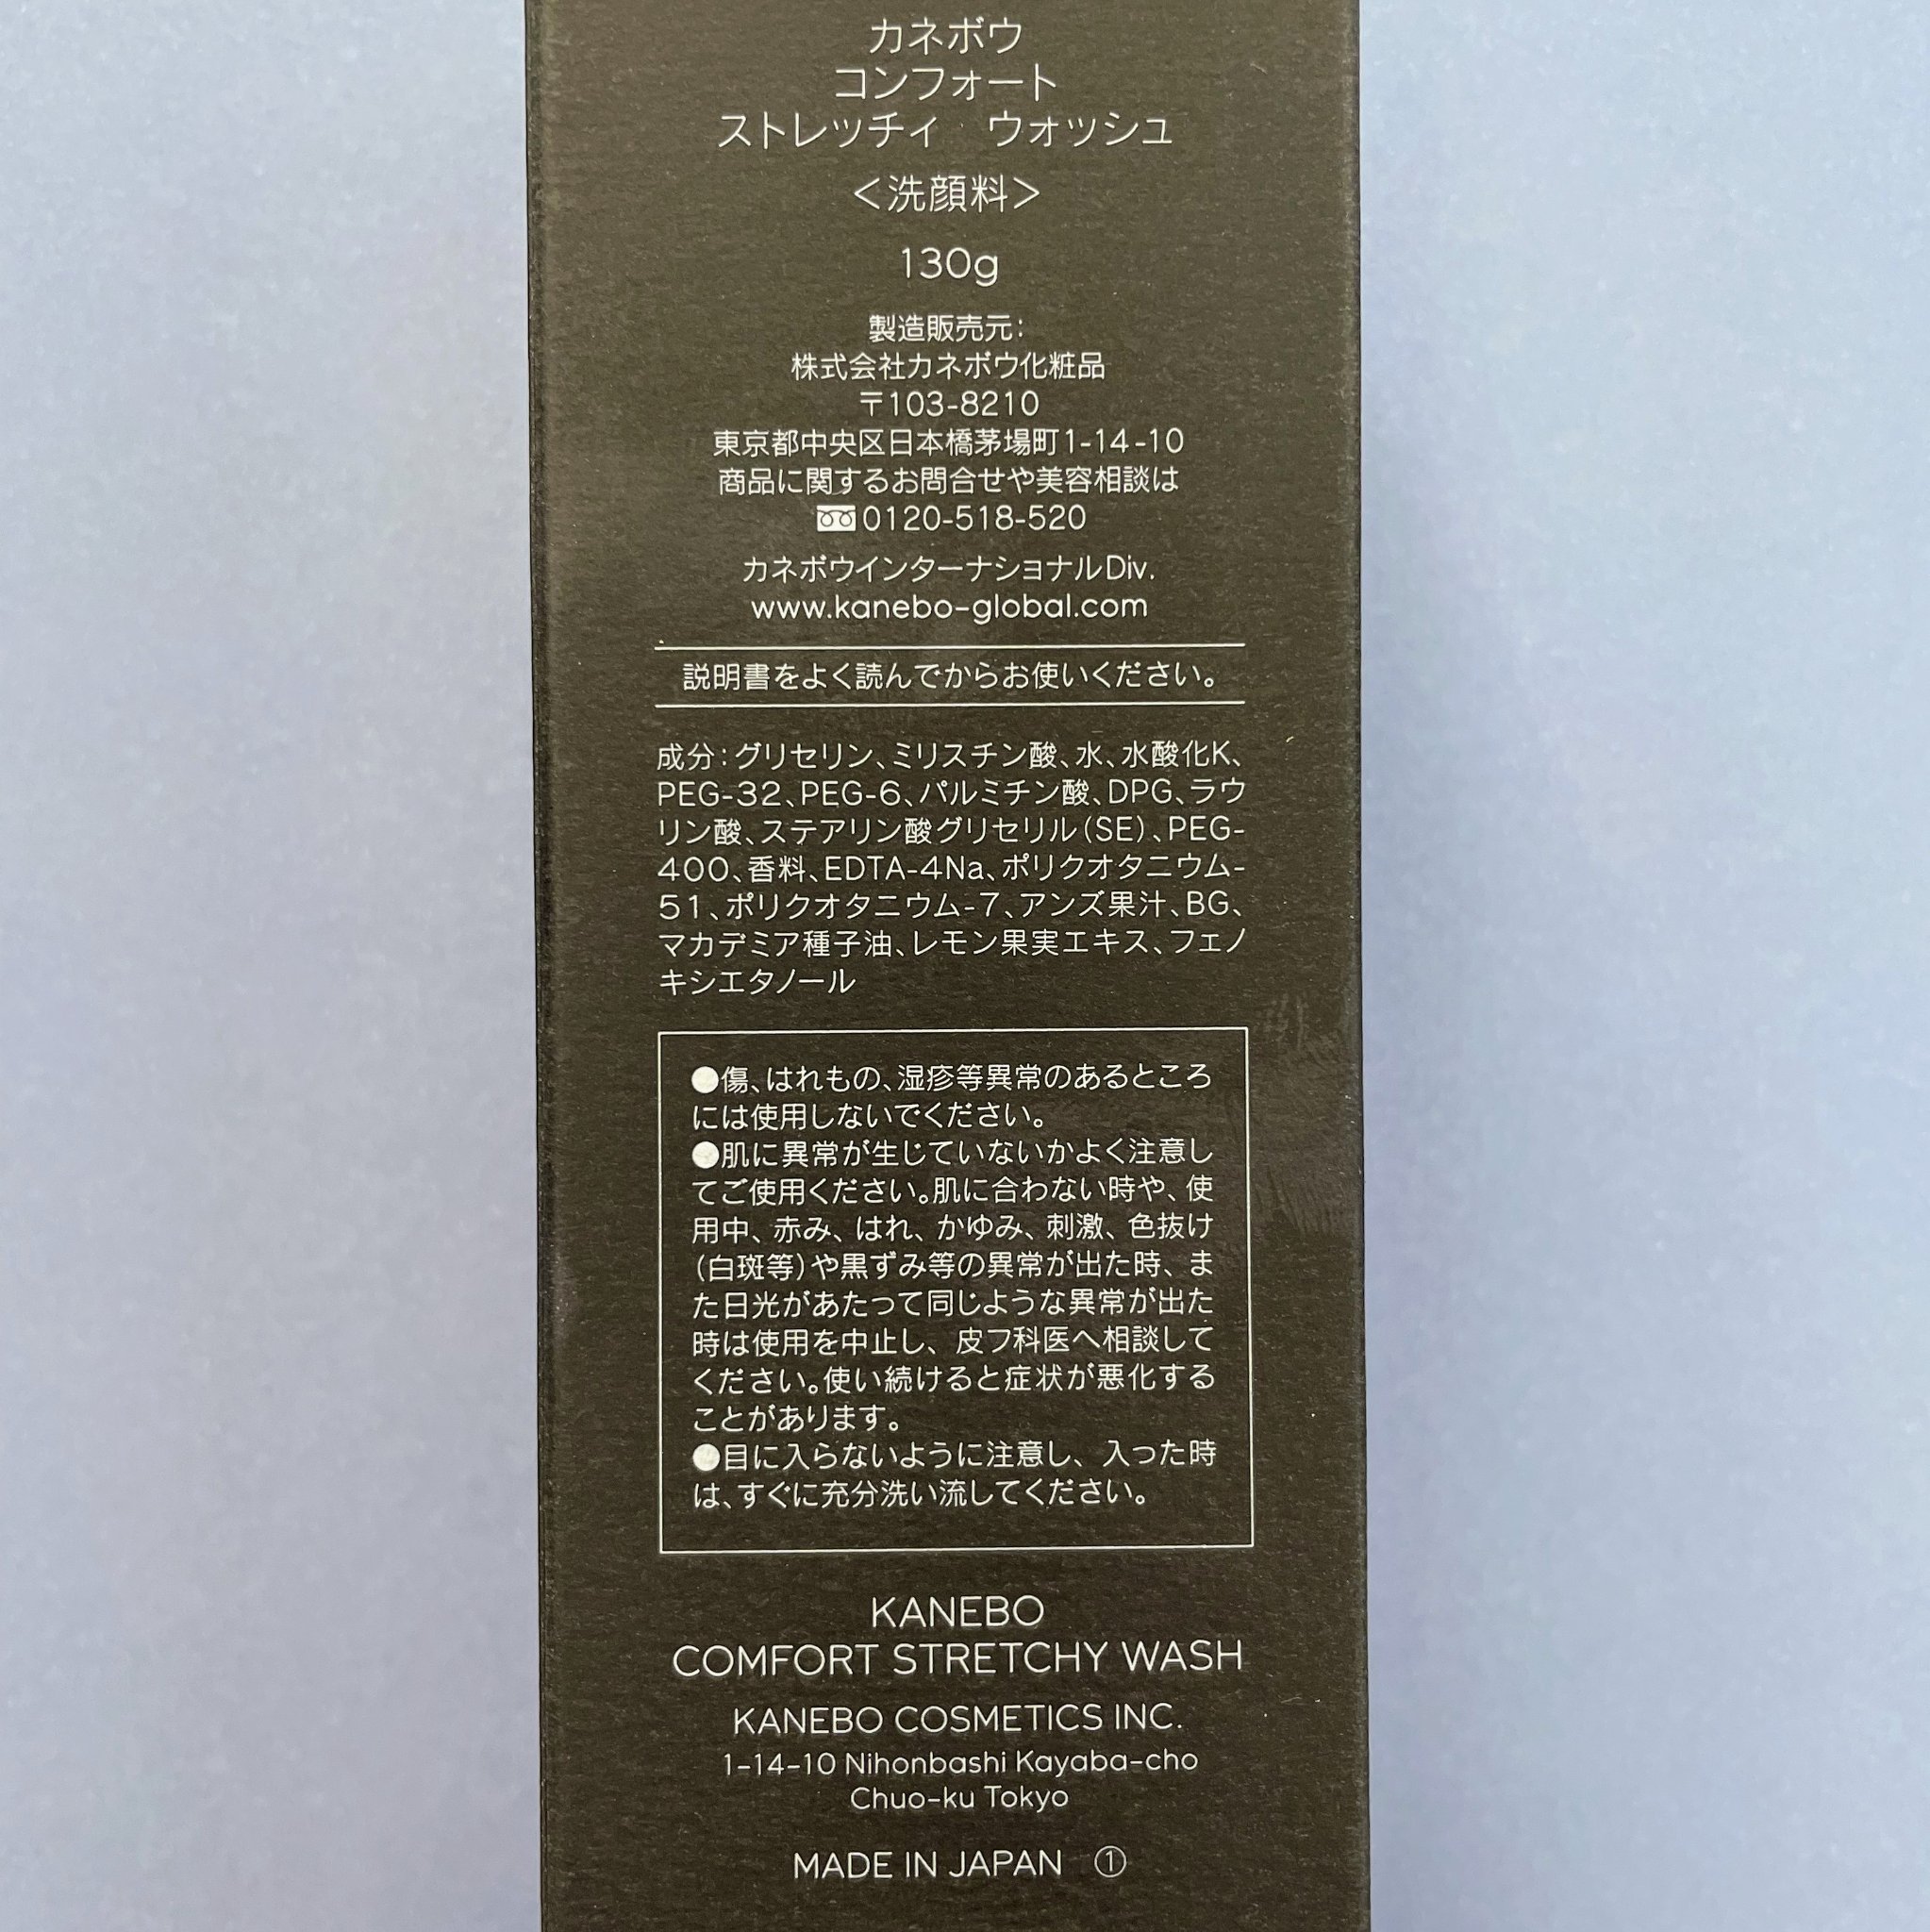 カネボウ
コンフォート
ストレッチィ　ウォッシュ
＜洗顔料＞
130g
製造販売元：
株式会社カネボウ化粧品
〒103-8210
東京都中央区日本橋茅場町1-14-10
商品に関するお問合せや美容相談は
0120-518-520
カネボウインターナショナルDiv.
www.kanebo-global.com
説明書をよく読んでからお使いください。
成分：グリセリン、ミリスチン酸、水、水酸化K、
PEG-32、PEG-6、パルミチン酸、DPG、ラウ
リン酸、ステアリン酸グリセリル（SE）、PEG-
400、香料、EDTA-4Na、ポリクオタニウム-
51、ポリクオタニウム-7、アンズ果汁、BG、
マカデミア種子油、レモン果実エキス、フェノ
キシエタノール
●傷、はれもの、湿疹等異常のあるところ
には使用しないでください。
●肌に異常が生じていないかよく注意し
てご使用ください。肌に合わない時や、使
用中、赤み、はれ、かゆみ、刺激、色抜け
（白斑等）や黒ずみ等の異常が出た時、ま
た日光があたって同じような異常が出た
時は使用を中止し、皮フ科医へ相談して
ください。使い続けると症状が悪化する
ことがあります。
●目に入らないように注意し、入った時
は、すぐに充分洗い流してください。
KANEBO
COMFORT STRETCHY WASH
KANEBO COSMETICS INC.
1-14-10 Nihonbashi Kayaba-cho
Chuo-ku Tokyo
MADE IN JAPAN ①